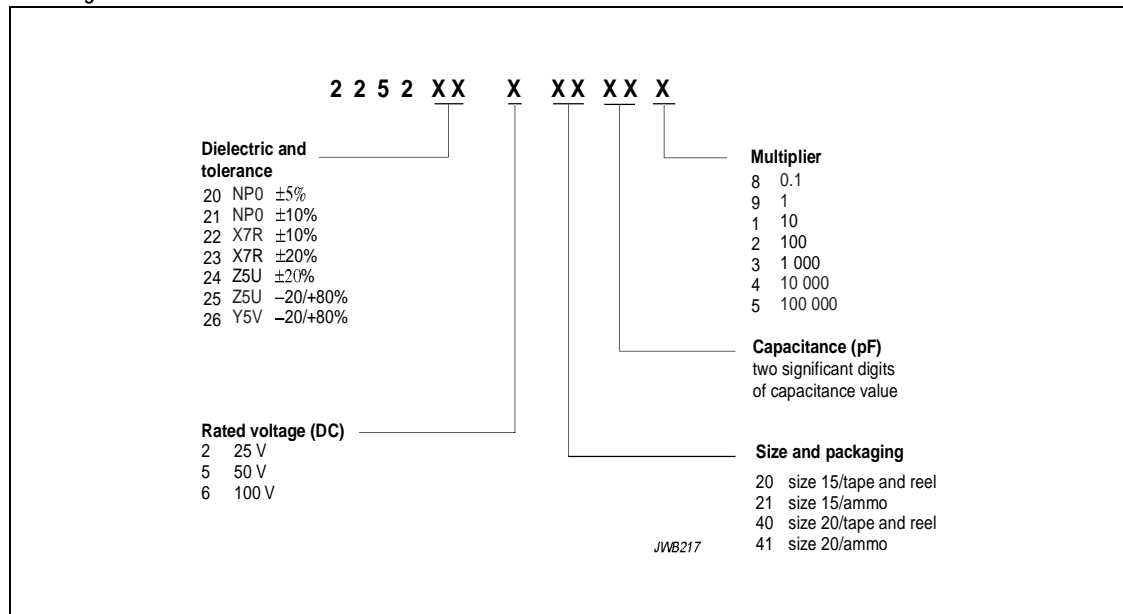 2 2 5 2 X X X X X X X X
Dielectric and
tolerance
20 NP0 ±5%
21 NP0 ±10%
22 X7R ±10%
23 X7R ±20%
24 Z5U ±20%
25 Z5U −20/+80%
26 Y5V −20/+80%
Rated voltage (DC)
2 25 V
5 50 V
6 100 V
Multiplier
8 0.1
9 1
1 10
2 100
3 1 000
4 10 000
5 100 000
Capacitance (pF)
two significant digits
of capacitance value
Size and packaging
20 size 15/tape and reel
21 size 15/ammo
40 size 20/tape and reel
41 size 20/ammo
JWB217